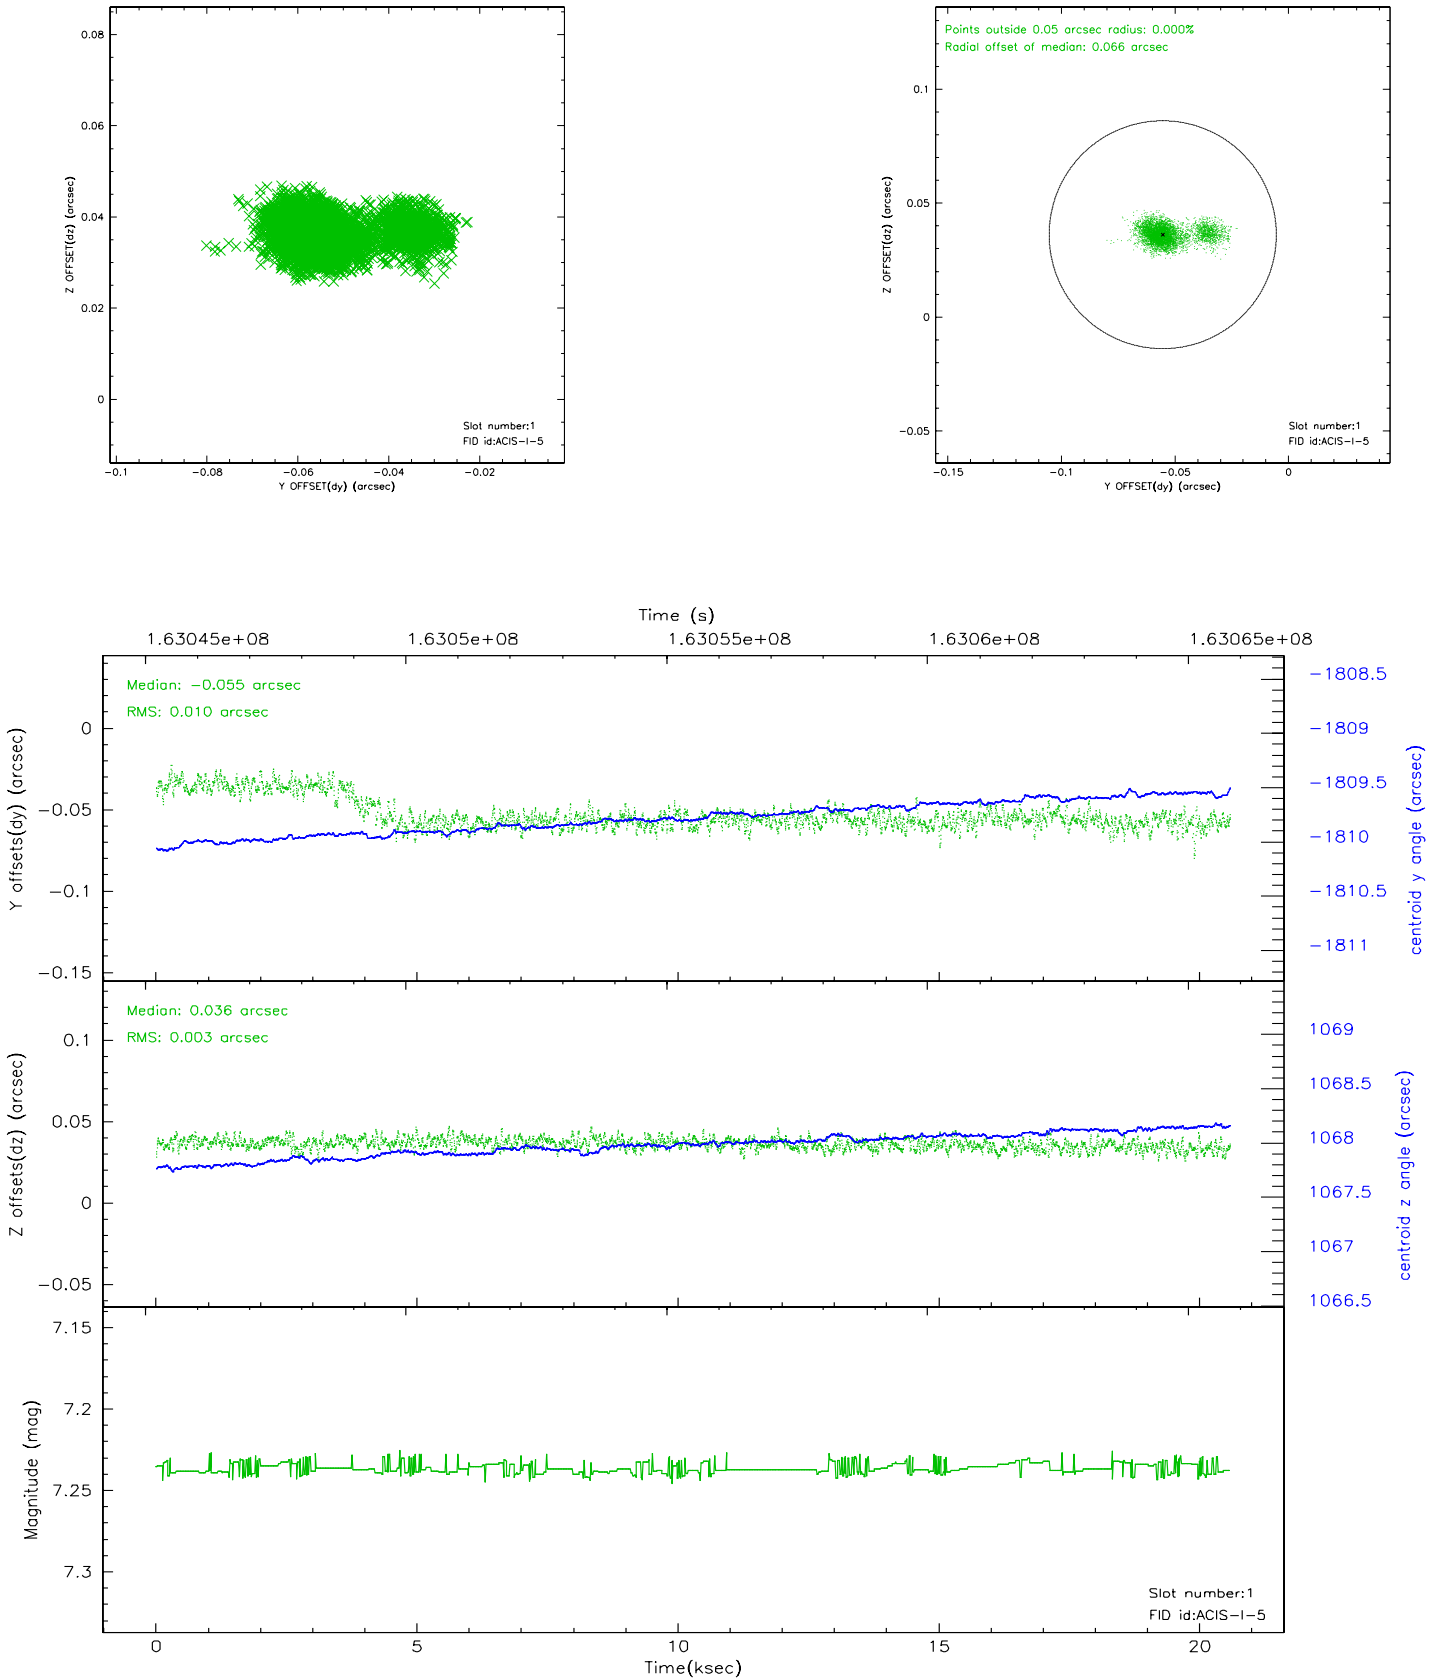 0.08
0.06
0.04
0.02
0
Z OFFSET(dz) (arcsec)
Slot number:1
FID id:ACIS-I-5
-0.1 -0.08 -0.06 -0.04 -0.02
Y OFFSET(dy) (arcsec)
Points outside 0.05 arcsec radius: 0.000%
Radial offset of median: 0.066 arcsec
0.1
0.05
0
-0.05
Z OFFSET(dz) (arcsec)
Slot number:1
FID id:ACIS-I-5
-0.15 -0.1 -0.05 0
Y OFFSET(dy) (arcsec)
Time (s)
1.63045e+08 1.6305e+08 1.63055e+08 1.6306e+08 1.63065e+08
Median: -0.055 arcsec
RMS: 0.010 arcsec
0
-0.05
-0.1
-0.15
Y offsets(dy) (arcsec)
-1808.5
-1809
-1809.5
-1810
-1810.5
-1811
centroid y angle (arcsec)
Median: 0.036 arcsec
RMS: 0.003 arcsec
0.1
0.05
0
-0.05
Z offsets(dz) (arcsec)
1069
1068.5
1068
1067.5
1067
1066.5
centroid z angle (arcsec)
7.15
7.2
7.25
7.3
Magnitude (mag)
Slot number:1
FID id:ACIS-I-5
0 5 10 15 20
Time(ksec)